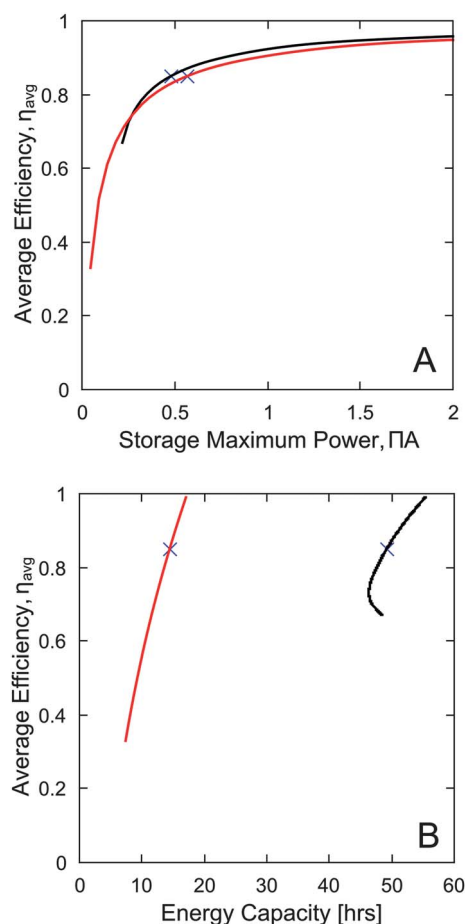 1
0.8
0.6
0.4
0.2
0
Average Efficiency, ηavg
A
0 0.5 1 1.5 2
Storage Maximum Power, ΠA
1
0.8
0.6
0.4
0.2
0
Average Efficiency, ηavg
B
0 10 20 30 40 50 60
Energy Capacity [hrs]